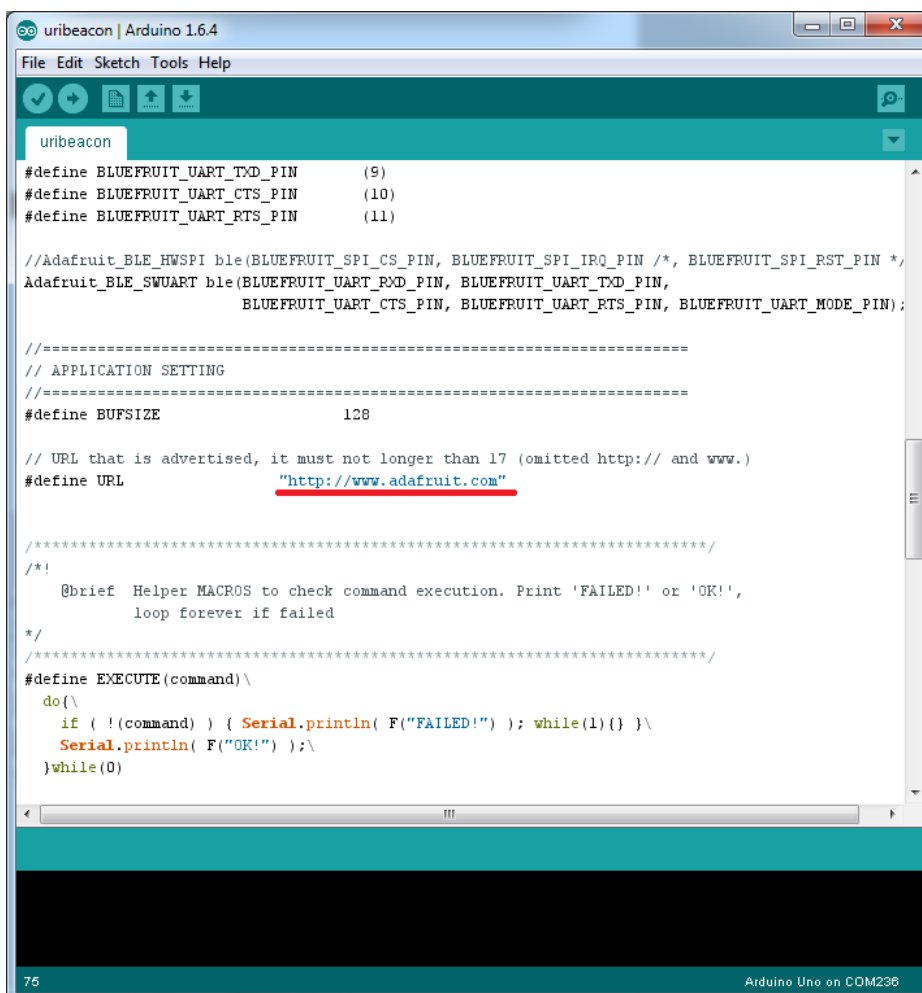 uribeacon | Arduino 1.6.4
File Edit Sketch Tools Help
uribeacon
#define BLUEFRUIT_UART_TXD_PIN (9)
#define BLUEFRUIT_UART_CTS_PIN (10)
#define BLUEFRUIT_UART_RTS_PIN (11)
//Adafruit_BLE_HWSPI ble(BLUEFRUIT_SPI_CS_PIN, BLUEFRUIT_SPI_IRQ_PIN /*, BLUEFRUIT_SPI_RST_PIN */
Adafruit_BLE_SWUART ble(BLUEFRUIT_UART_RXD_PIN, BLUEFRUIT_UART_TXD_PIN,
BLUEFRUIT_UART_CTS_PIN, BLUEFRUIT_UART_RTS_PIN, BLUEFRUIT_UART_MODE_PIN);
//=======================================================================
// APPLICATION SETTING
//=======================================================================
#define BUFSIZE 128
// URL that is advertised, it must not longer than 17 (omitted http:// and www.)
#define URL "http://www.adafruit.com"
/**************************************************************************/
/*!
@brief Helper MACROS to check command execution. Print 'FAILED!' or 'OK!',
loop forever if failed
*/
/**************************************************************************/
#define EXECUTE(command)\
do{\
if ( !(command) ) { Serial.println( F("FAILED!") ); while(1){} }\
Serial.println( F("OK!") );\
}while(0)
75
Arduino Uno on COM236